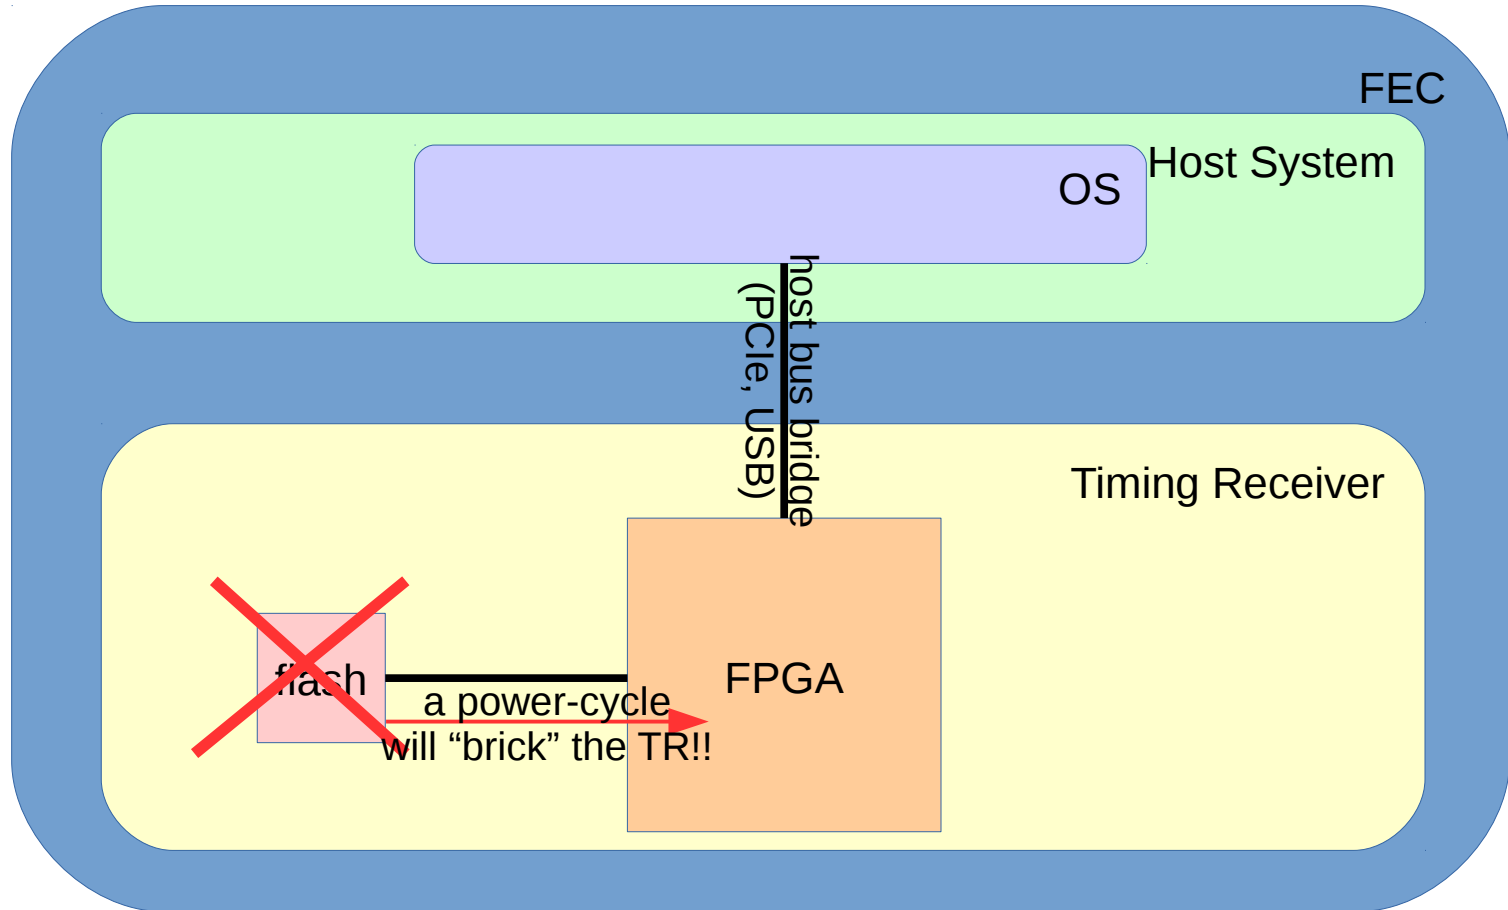 FEC
Host System
OS
host bus bridge
(PCIe, USB)
Timing Receiver
flash
FPGA
a power-cycle
will “brick” the TR!!